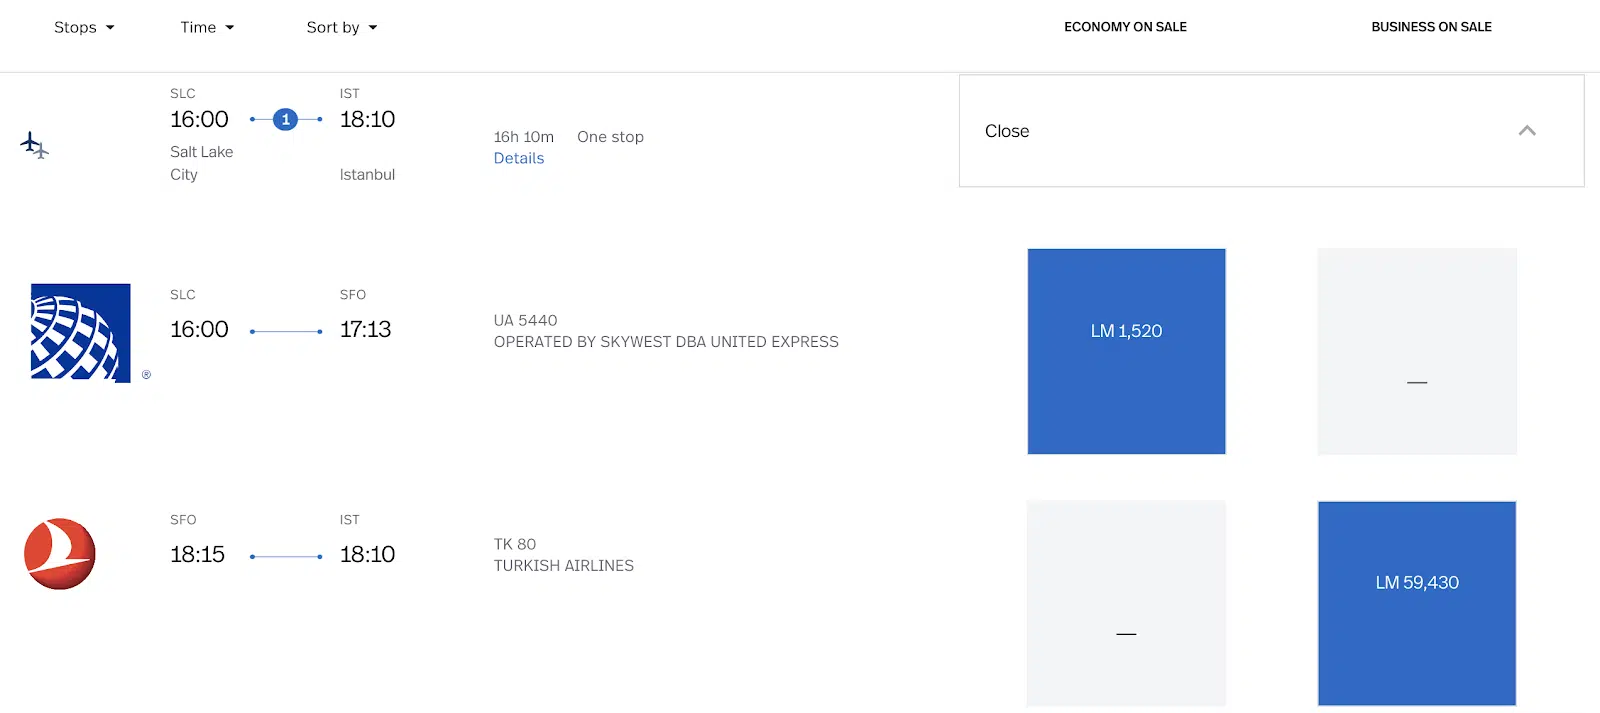 Stops Time Sort by ECONOMY ON SALE BUSINESS ON SALE
SLC IST
16:00 1 18:10
Salt Lake
City Istanbul
16h 10m One stop
Details
Close
SLC SFO
16:00 17:13
UA 5440
OPERATED BY SKYWEST DBA UNITED EXPRESS
LM 1,520
—
®
SFO IST
18:15 18:10
TK 80
TURKISH AIRLINES
—
LM 59,430